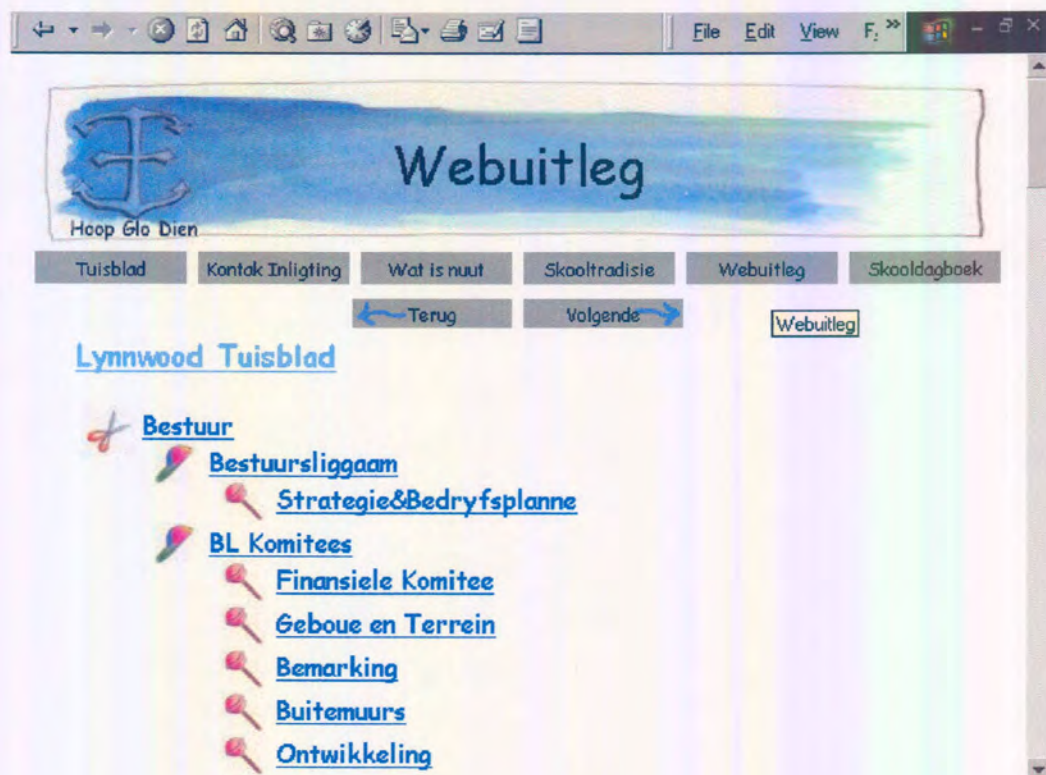 File Edit View F. »
Webuitleg
Hoop Glo Dien
Tuisblad Kontak Inligting Wat is nuut Skooltradisie Webuitleg Skooldagboek
Terug Volgende
Webuitleg
Lynnwood Tuisblad
Bestuur
Bestuursliggaam
Strategie&Bedryfsplanne
BL Komitees
Finansiele Komitee
Geboue en Terrein
Bemarking
Buitemuurs
Ontwikkeling